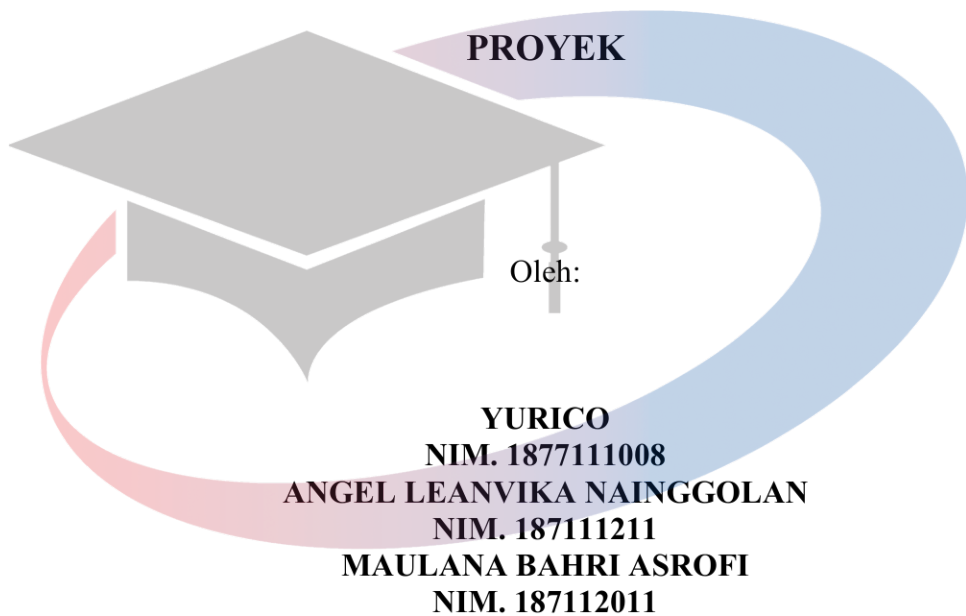 PROYEK
Oleh:
YURICO
NIM. 1877111008
ANGEL LEANVIKA NAINGGOLAN
NIM. 187111211
MAULANA BAHRI ASROFI
NIM. 187112011